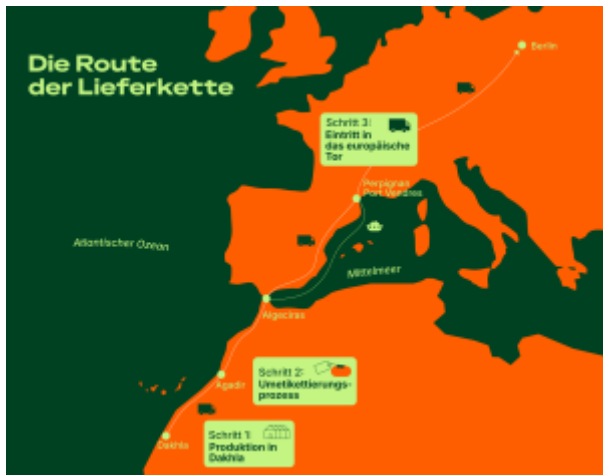 Die Route
der Lieferkette
Berlin
Schritt 3:
Eintritt in
das europäische
Tor
Perpignan
Port Vendres
Atlantischer Ozean
Mittelmeer
Algeciras
Schritt 2:
Umetikettierungs-
prozess
Agadir
Schritt 1:
Produktion in
Dakhla
Dakhla